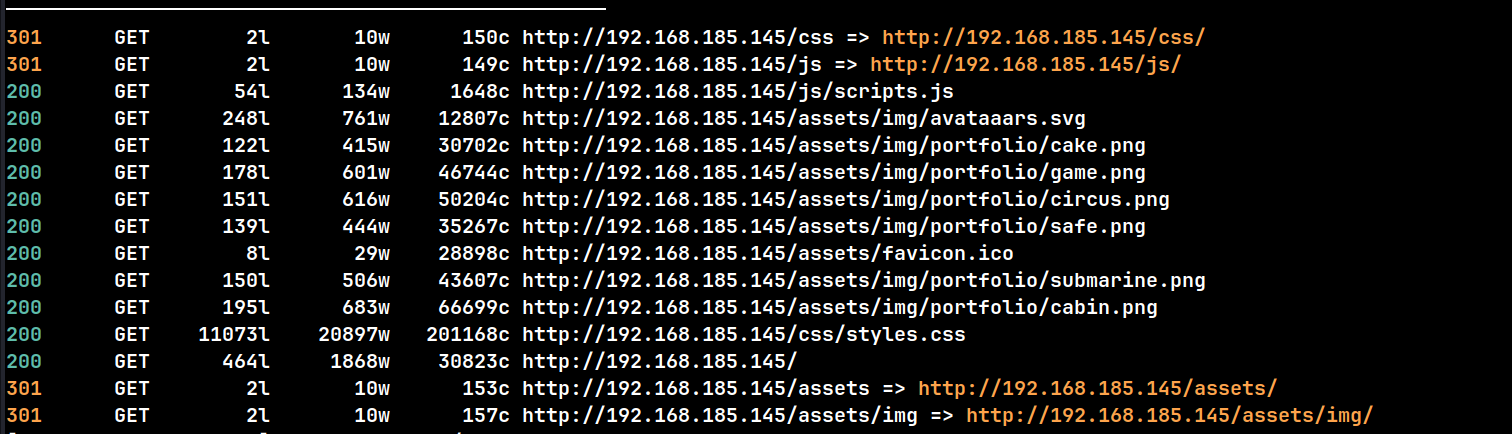 301 GET 2l 10w 150c http://192.168.185.145/css => http://192.168.185.145/css/
301 GET 2l 10w 149c http://192.168.185.145/js => http://192.168.185.145/js/
200 GET 54l 134w 1648c http://192.168.185.145/js/scripts.js
200 GET 248l 761w 12807c http://192.168.185.145/assets/img/avataaars.svg
200 GET 122l 415w 30702c http://192.168.185.145/assets/img/portfolio/cake.png
200 GET 178l 601w 46744c http://192.168.185.145/assets/img/portfolio/game.png
200 GET 151l 616w 50204c http://192.168.185.145/assets/img/portfolio/circus.png
200 GET 139l 444w 35267c http://192.168.185.145/assets/img/portfolio/safe.png
200 GET 8l 29w 28898c http://192.168.185.145/assets/favicon.ico
200 GET 150l 506w 43607c http://192.168.185.145/assets/img/portfolio/submarine.png
200 GET 195l 683w 66699c http://192.168.185.145/assets/img/portfolio/cabin.png
200 GET 11073l 20897w 201168c http://192.168.185.145/css/styles.css
200 GET 464l 1868w 30823c http://192.168.185.145/
301 GET 2l 10w 153c http://192.168.185.145/assets => http://192.168.185.145/assets/
301 GET 2l 10w 157c http://192.168.185.145/assets/img => http://192.168.185.145/assets/img/